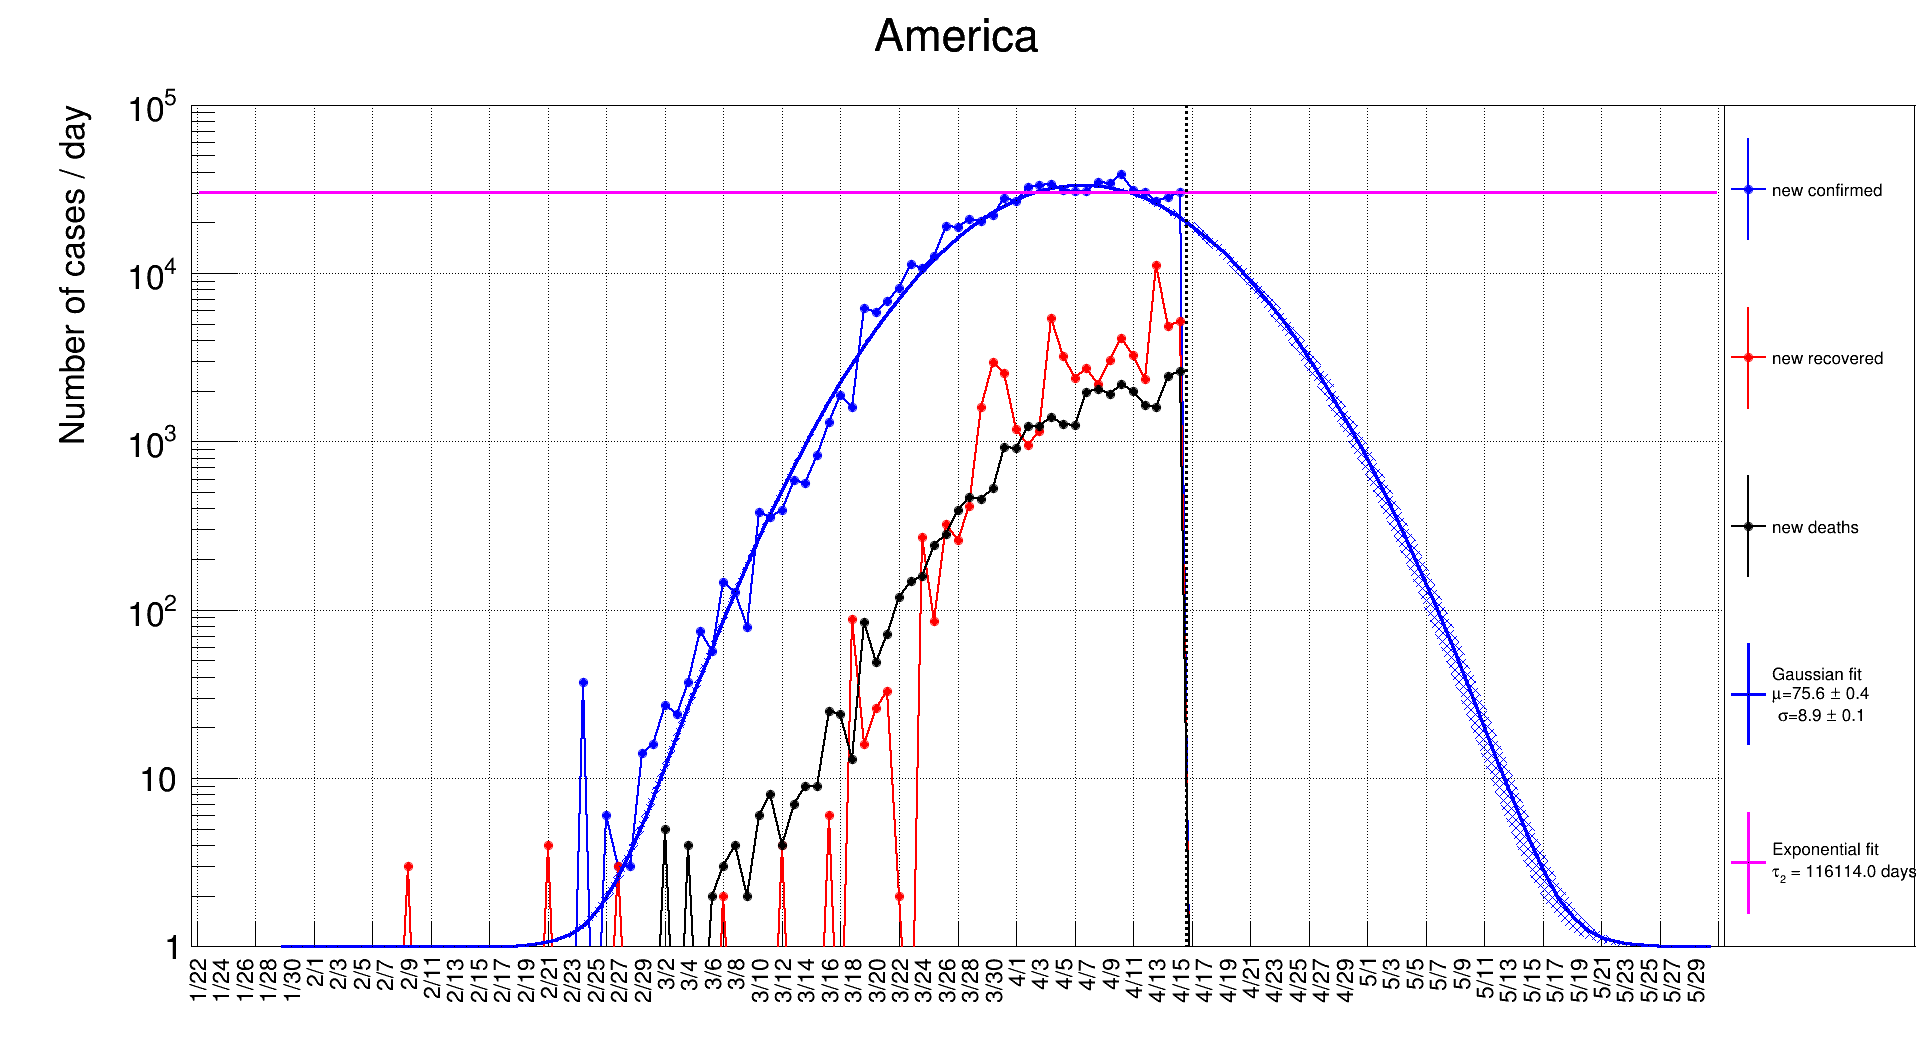 America
Number of cases / day
10⁵
10⁴
10³
10²
10
1
1/22 1/24 1/26 1/28 1/30 2/1 2/3 2/5 2/7 2/9 2/11 2/13 2/15 2/17 2/19 2/21 2/23 2/25 2/27 2/29 3/2 3/4 3/6 3/8 3/10 3/12 3/14 3/16 3/18 3/20 3/22 3/24 3/26 3/28 3/30 4/1 4/3 4/5 4/7 4/9 4/11 4/13 4/15 4/17 4/19 4/21 4/23 4/25 4/27 4/29 5/1 5/3 5/5 5/7 5/9 5/11 5/13 5/15 5/17 5/19 5/21 5/23 5/25 5/27 5/29
new confirmed
new recovered
new deaths
Gaussian fit
μ=75.6 ± 0.4
σ=8.9 ± 0.1
Exponential fit
τ₂ = 116114.0 days